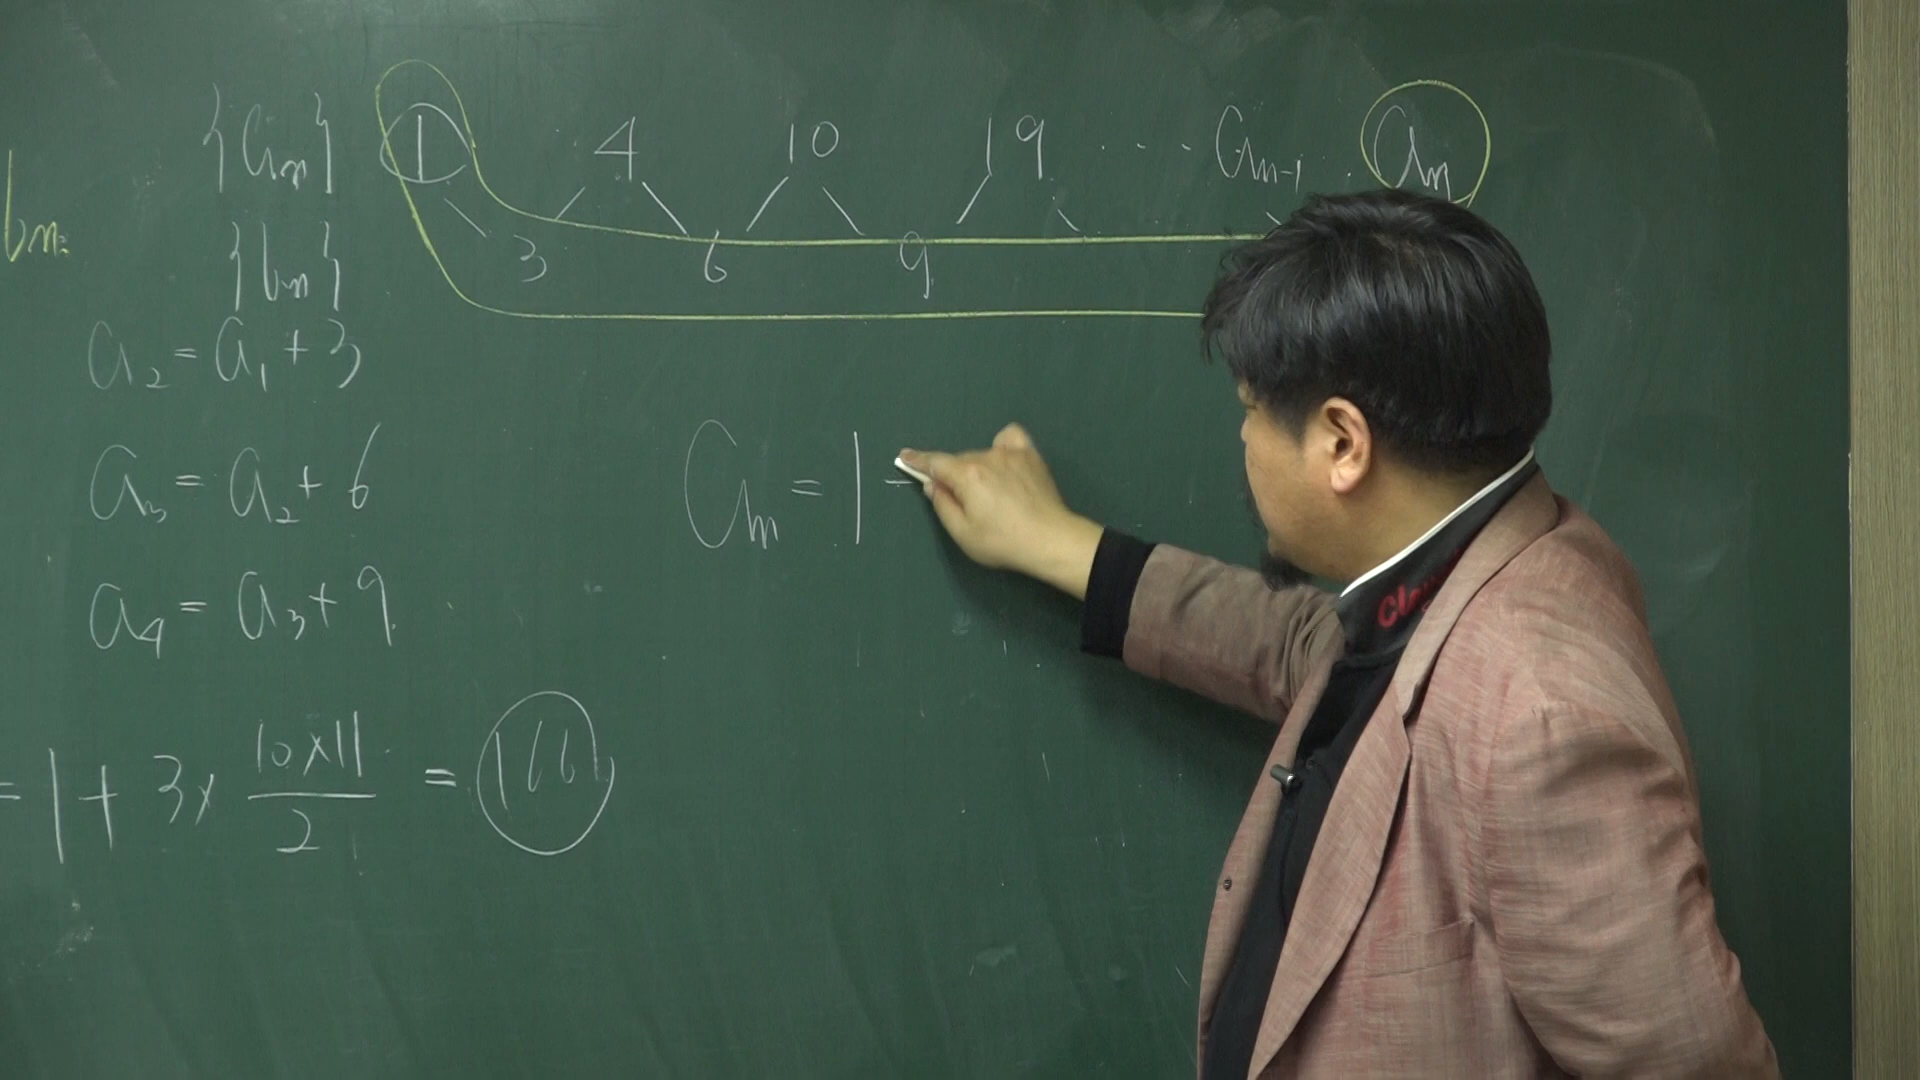 {aₙ} 1 4 10 19 ・・・・ aₙ₋₁ aₙ
bₙ=
{bₙ} 3 6 9
a₂ = a₁ + 3
a₃ = a₂ + 6
aₙ = 1
a₄ = a₃ + 9
= 1 + 3 × 10×11/2 = 166